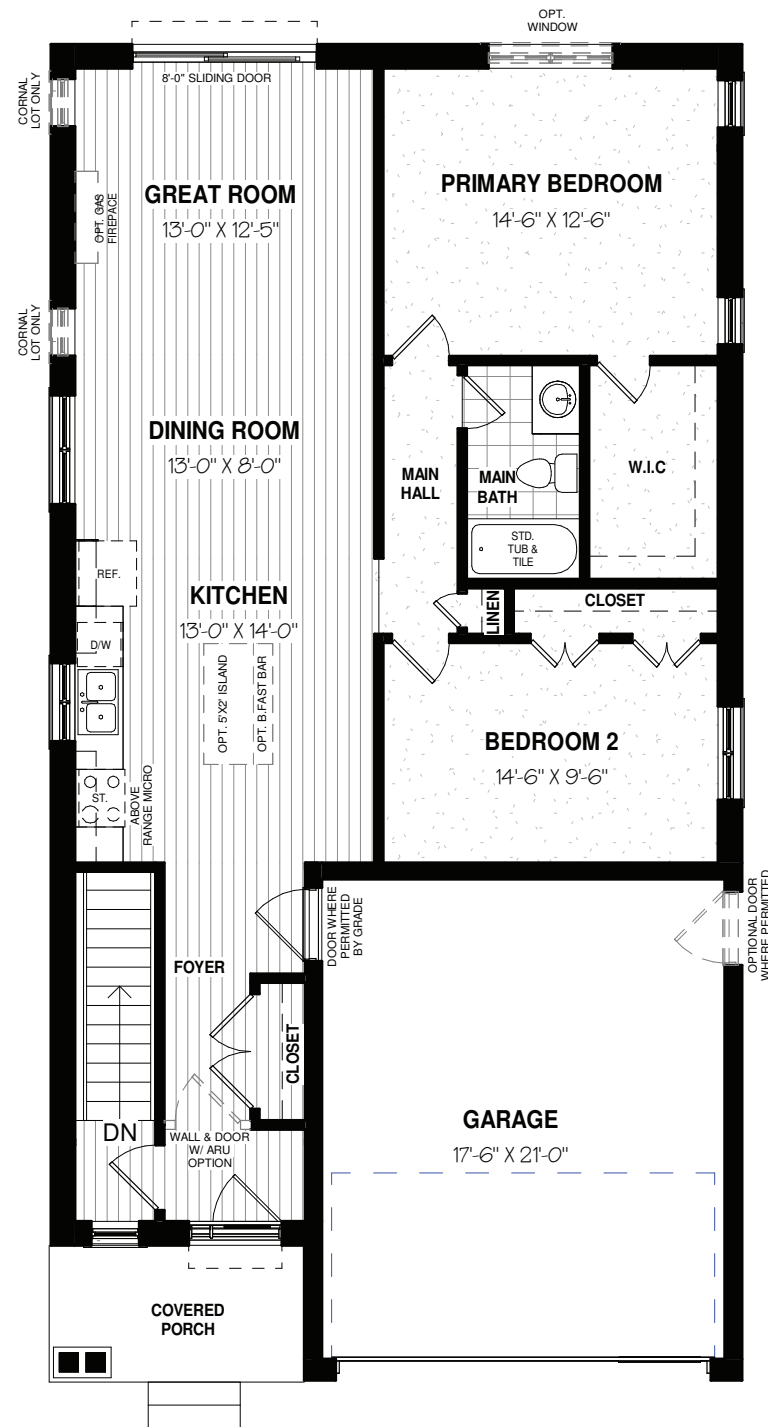 OPT.
WINDOW
8'-0" SLIDING DOOR
CORNAL
LOT ONLY
GREAT ROOM
13'-0" X 12'-5"
OPT. GAS
FIREPACE
PRIMARY BEDROOM
14'-6" X 12'-6"
CORNAL
LOT ONLY
DINING ROOM
13'-0" X 8'-0"
MAIN
HALL
MAIN
BATH
W.I.C
STD.
TUB &
TILE
REF.
KITCHEN
13'-0" X 14'-0"
LINEN
CLOSET
D/W
OPT. 5'X2' ISLAND
OPT. B.FAST BAR
BEDROOM 2
14'-6" X 9'-6"
ST.
ABOVE
RANGE MICRO
DOOR WHERE
PERMITTED
BY GRADE
OPTIONAL DOOR
WHERE PERMITTED
FOYER
CLOSET
DN
WALL & DOOR
W/ ARU
OPTION
GARAGE
17'-6" X 21'-0"
COVERED
PORCH